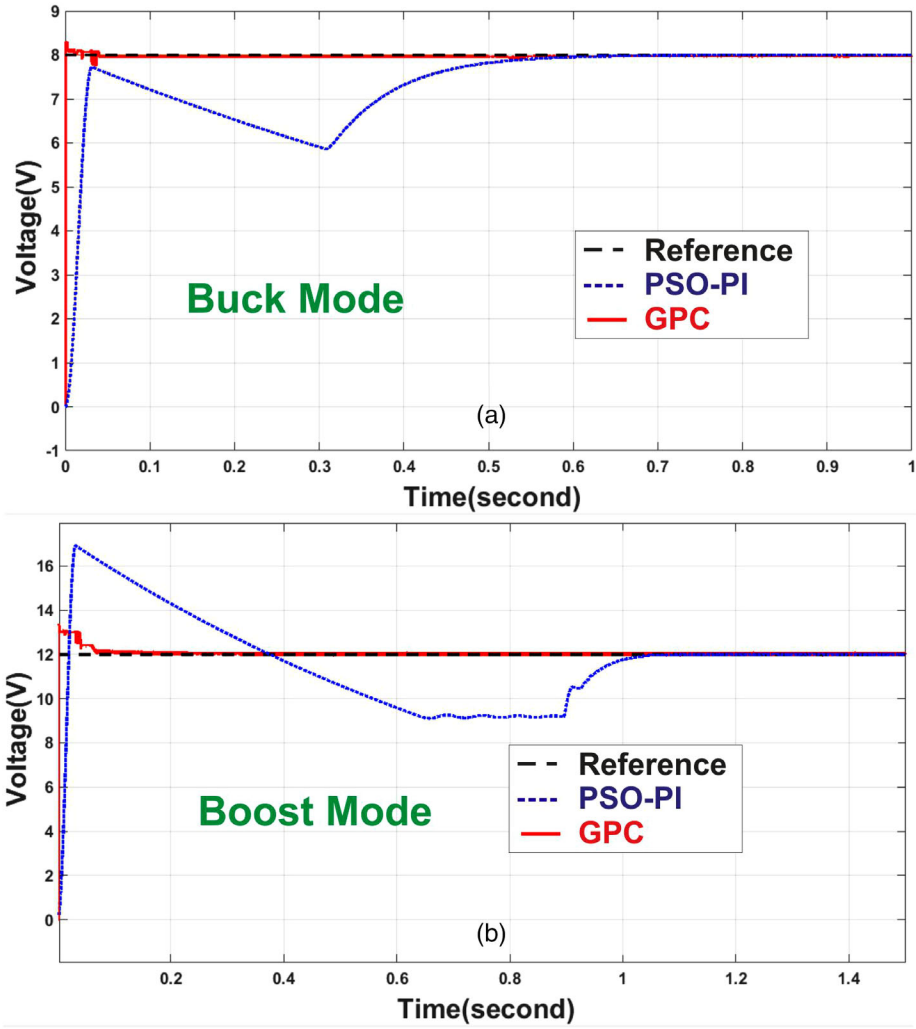 9
8
7
6
5
4
3
2
1
0
-1
Voltage(V)
Reference
PSO-PI
GPC
Buck Mode
(a)
0 0.1 0.2 0.3 0.4 0.5 0.6 0.7 0.8 0.9 1
Time(second)
16
14
12
10
8
6
4
2
0
Voltage(V)
Reference
PSO-PI
GPC
Boost Mode
(b)
0.2 0.4 0.6 0.8 1 1.2 1.4
Time(second)